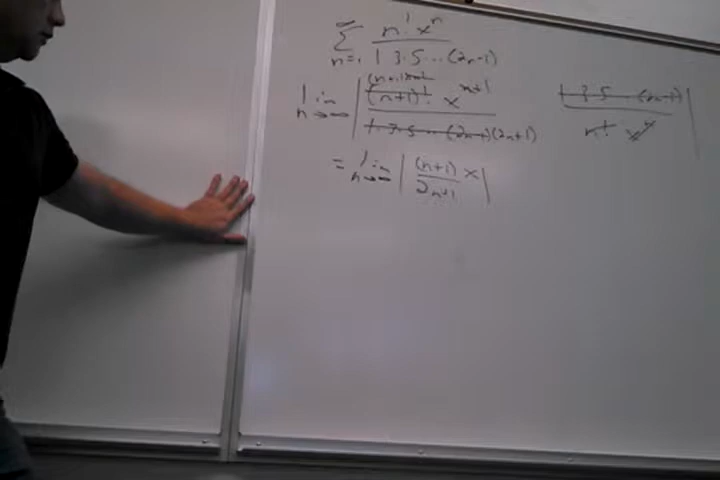 ∞ n! xⁿ
Σ ───────
n=1 1·3·5···(2n-1)
(n+1)n!
lim | (n+1)! xⁿ⁺¹ 1·3·5···(2n-1) |
n→∞ | 1·3·5···(2n-1)(2n+1) n! xⁿ |
= lim | (n+1) x |
n→∞ | 2n+1 |